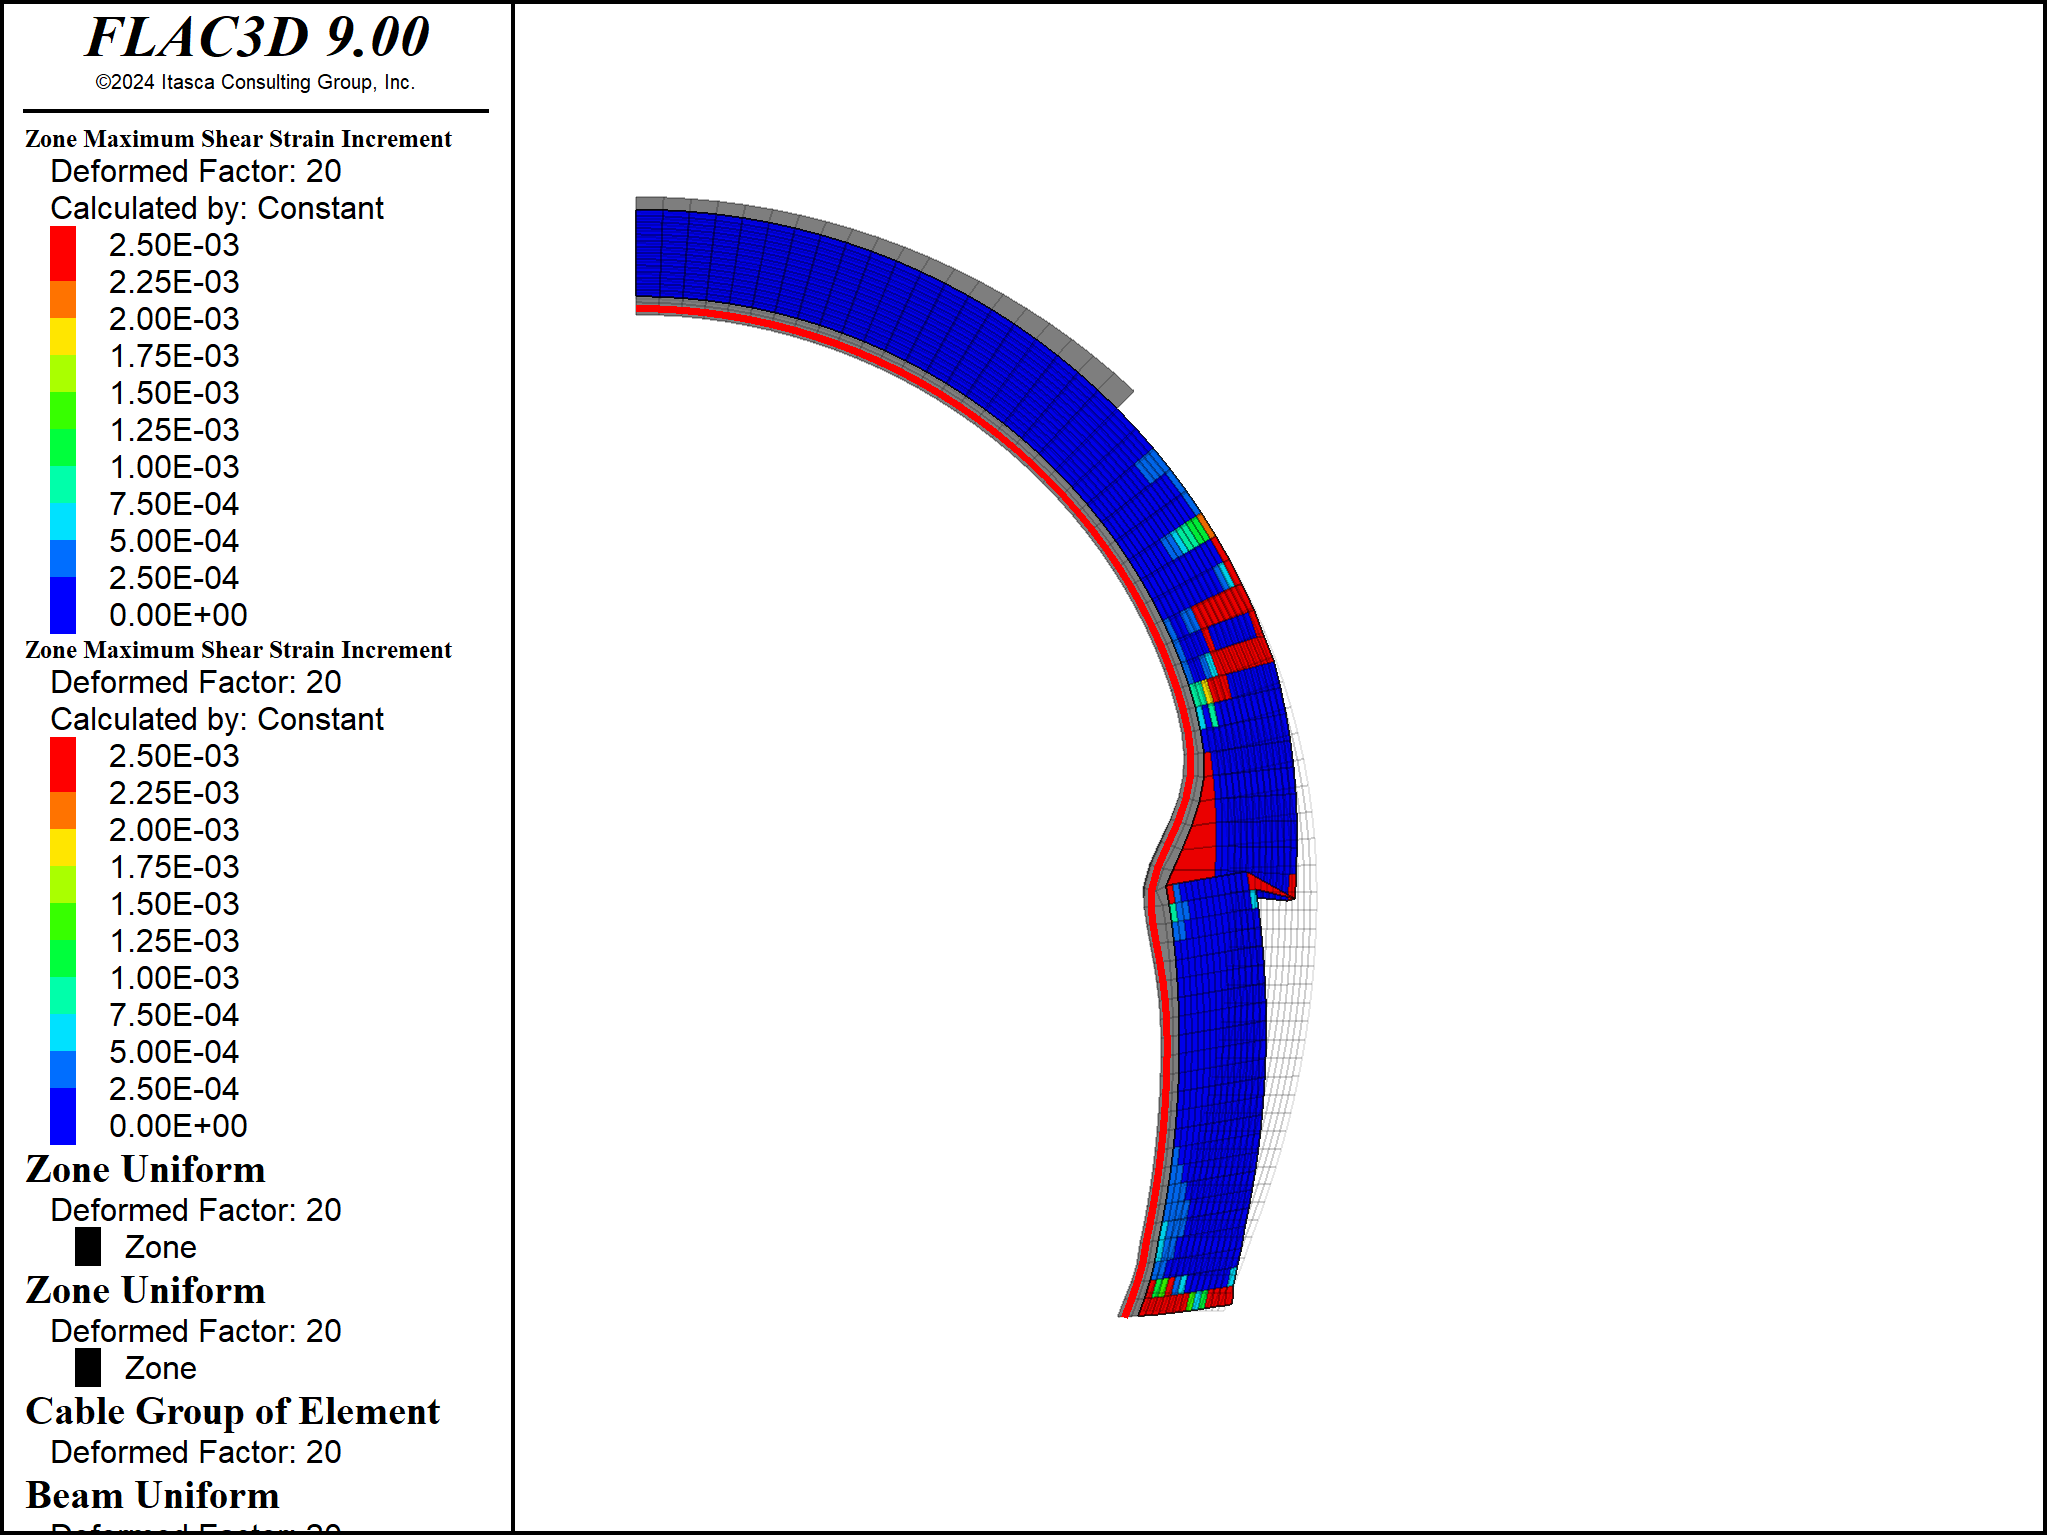 FLAC3D 9.00
©2024 Itasca Consulting Group, Inc.
Zone Maximum Shear Strain Increment
Deformed Factor: 20
Calculated by: Constant
2.50E-03
2.25E-03
2.00E-03
1.75E-03
1.50E-03
1.25E-03
1.00E-03
7.50E-04
5.00E-04
2.50E-04
0.00E+00
Zone Maximum Shear Strain Increment
Deformed Factor: 20
Calculated by: Constant
2.50E-03
2.25E-03
2.00E-03
1.75E-03
1.50E-03
1.25E-03
1.00E-03
7.50E-04
5.00E-04
2.50E-04
0.00E+00
Zone Uniform
Deformed Factor: 20
Zone
Zone Uniform
Deformed Factor: 20
Zone
Cable Group of Element
Deformed Factor: 20
Beam Uniform